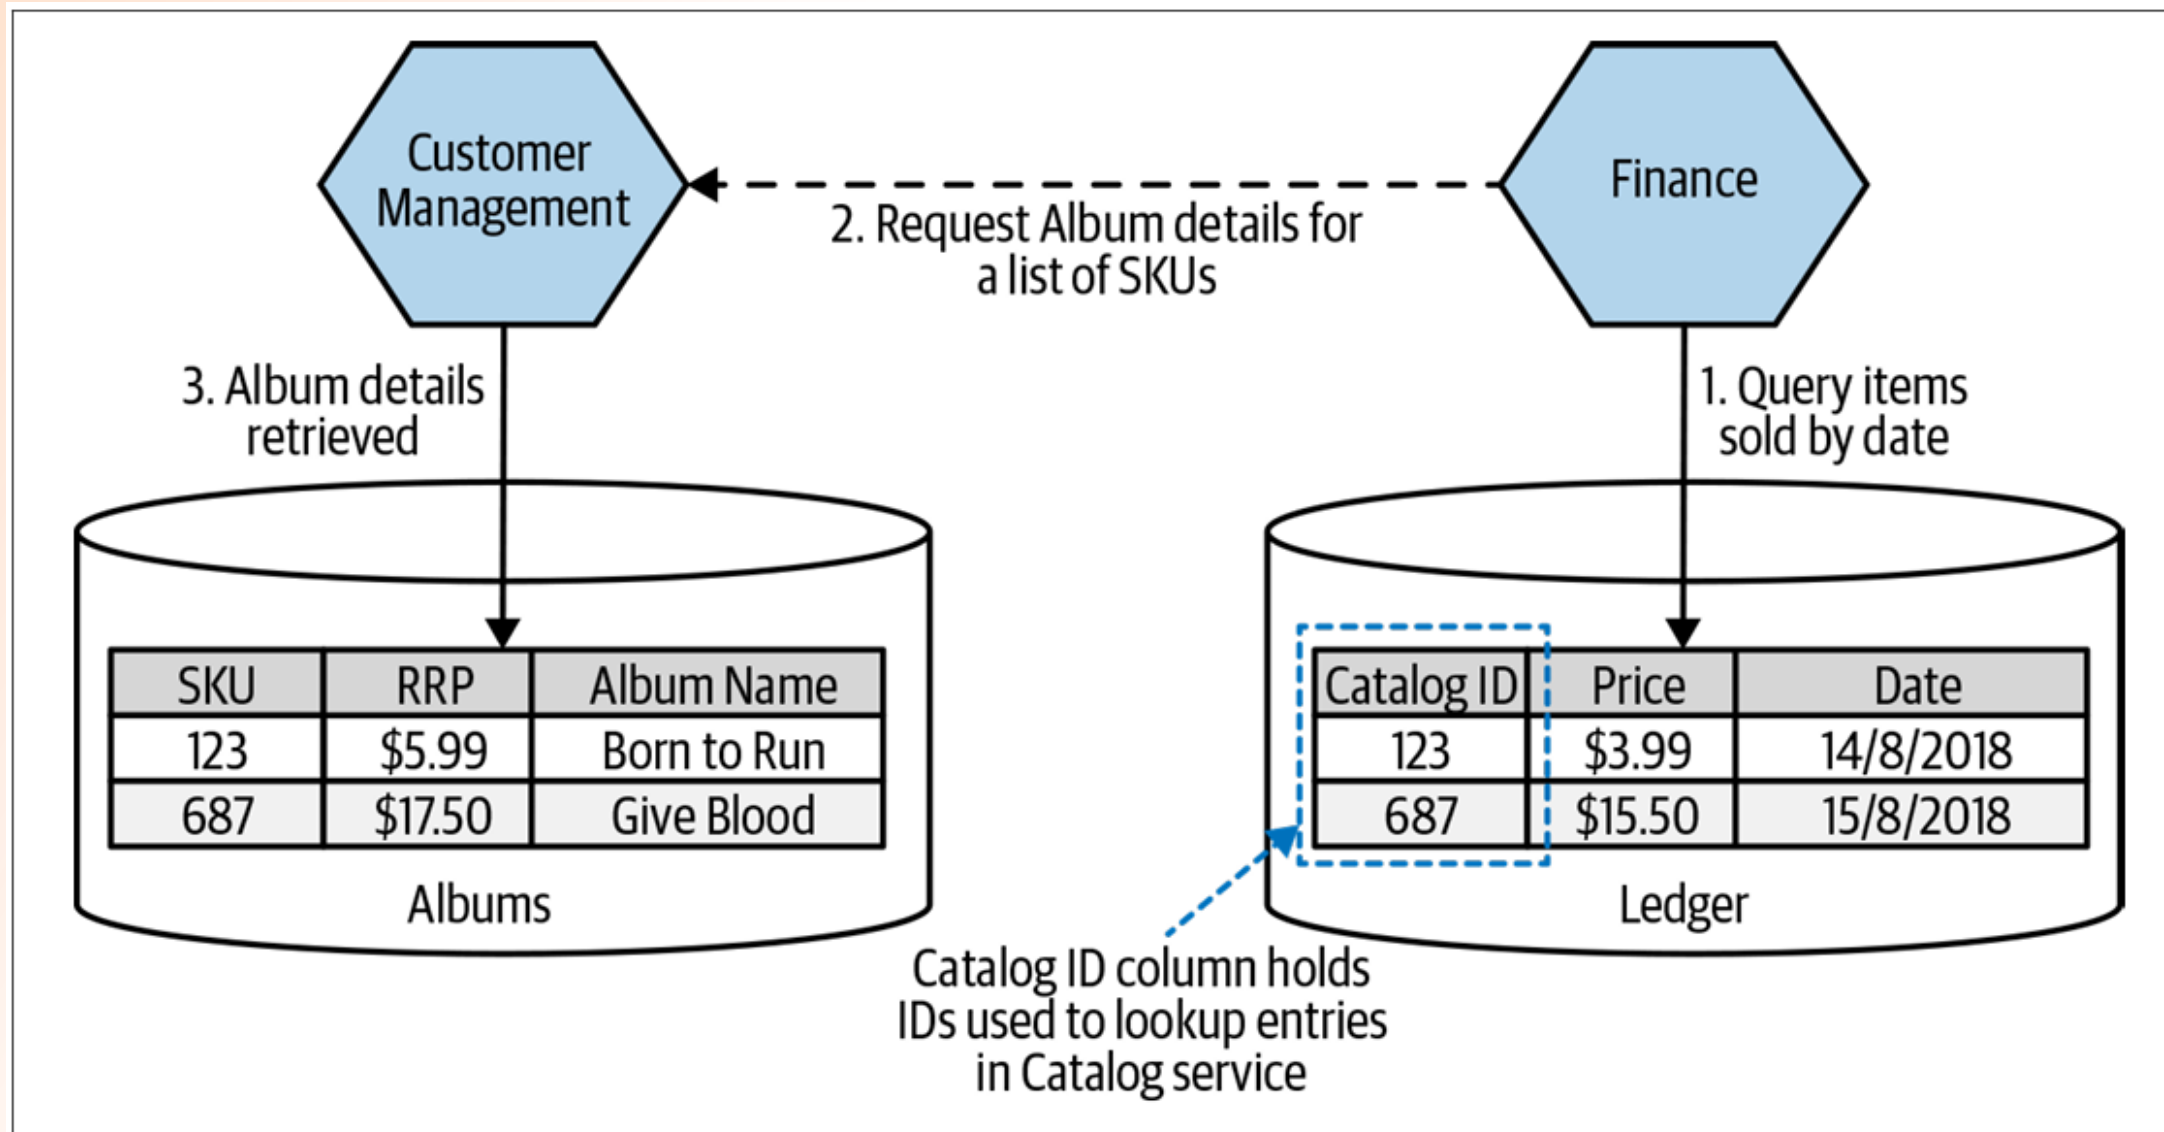 Customer
Management
Finance
2. Request Album details for
a list of SKUs
3. Album details
retrieved
1. Query items
sold by date
SKU RRP Album Name
123 $5.99 Born to Run
687 $17.50 Give Blood
Albums
Catalog ID Price Date
123 $3.99 14/8/2018
687 $15.50 15/8/2018
Ledger
Catalog ID column holds
IDs used to lookup entries
in Catalog service